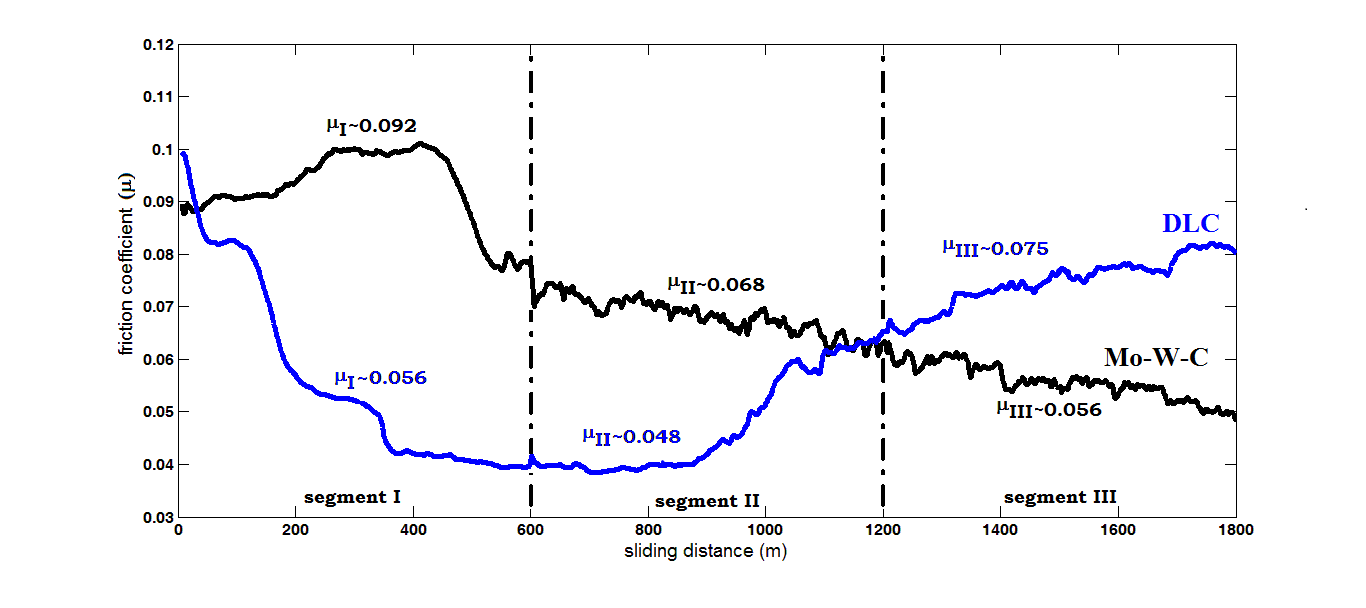 0.12
0.11
0.1
0.09
0.08
0.07
0.06
0.05
0.04
0.03
friction coefficient (μ)
μI~0.092
μI~0.056
segment I
μII~0.068
μII~0.048
segment II
μIII~0.075
DLC
Mo-W-C
μIII~0.056
segment III
0 200 400 600 800 1000 1200 1400 1600 1800
sliding distance (m)